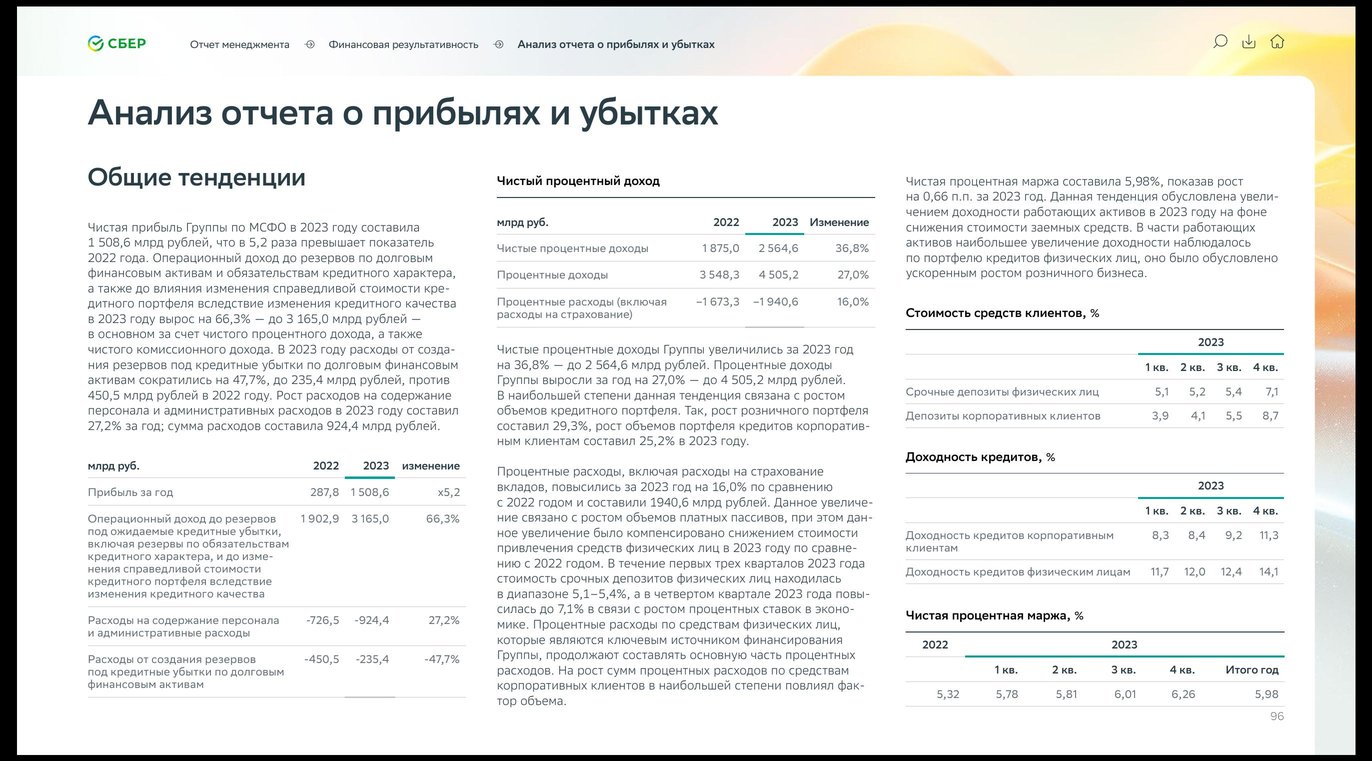 СБЕР
Отчет менеджмента
Финансовая результативность
Анализ отчета о прибылях и убытках
Анализ отчета о прибылях и убытках
Общие тенденции
Чистая прибыль Группы по МСФО в 2023 году составила
1 508,6 млрд рублей, что в 5,2 раза превышает показатель
2022 года. Операционный доход до резервов по долговым
финансовым активам и обязательствам кредитного характера,
а также до влияния изменения справедливой стоимости кре-
дитного портфеля вследствие изменения кредитного качества
в 2023 году вырос на 66,3% — до 3 165,0 млрд рублей —
в основном за счет чистого процентного дохода, а также
чистого комиссионного дохода. В 2023 году расходы от созда-
ния резервов под кредитные убытки по долговым финансовым
активам сократились на 47,7%, до 235,4 млрд рублей, против
450,5 млрд рублей в 2022 году. Рост расходов на содержание
персонала и административных расходов в 2023 году составил
27,2% за год; сумма расходов составила 924,4 млрд рублей.
млрд руб. 2022 2023 изменение
Прибыль за год 287,8 1 508,6 x5,2
Операционный доход до резервов 1 902,9 3 165,0 66,3%
под ожидаемые кредитные убытки,
включая резервы по обязательствам
кредитного характера, и до изме-
нения справедливой стоимости
кредитного портфеля вследствие
изменения кредитного качества
Расходы на содержание персонала -726,5 -924,4 27,2%
и административные расходы
Расходы от создания резервов -450,5 -235,4 -47,7%
под кредитные убытки по долговым
финансовым активам
Чистый процентный доход
млрд руб. 2022 2023 Изменение
Чистые процентные доходы 1 875,0 2 564,6 36,8%
Процентные доходы 3 548,3 4 505,2 27,0%
Процентные расходы (включая –1 673,3 –1 940,6 16,0%
расходы на страхование)
Чистые процентные доходы Группы увеличились за 2023 год
на 36,8% — до 2 564,6 млрд рублей. Процентные доходы
Группы выросли за год на 27,0% — до 4 505,2 млрд рублей.
В наибольшей степени данная тенденция связана с ростом
объемов кредитного портфеля. Так, рост розничного портфеля
составил 29,3%, рост объемов портфеля кредитов корпоратив-
ным клиентам составил 25,2% в 2023 году.
Процентные расходы, включая расходы на страхование
вкладов, повысились за 2023 год на 16,0% по сравнению
с 2022 годом и составили 1940,6 млрд рублей. Данное увеличе-
ние связано с ростом объемов платных пассивов, при этом дан-
ное увеличение было компенсировано снижением стоимости
привлечения средств физических лиц в 2023 году по сравне-
нию с 2022 годом. В течение первых трех кварталов 2023 года
стоимость срочных депозитов физических лиц находилась
в диапазоне 5,1–5,4%, а в четвертом квартале 2023 года повы-
силась до 7,1% в связи с ростом процентных ставок в эконо-
мике. Процентные расходы по средствам физических лиц,
которые являются ключевым источником финансирования
Группы, продолжают составлять основную часть процентных
расходов. На рост сумм процентных расходов по средствам
корпоративных клиентов в наибольшей степени повлиял фак-
тор объема.
Чистая процентная маржа составила 5,98%, показав рост
на 0,66 п.п. за 2023 год. Данная тенденция обусловлена увели-
чением доходности работающих активов в 2023 году на фоне
снижения стоимости заемных средств. В части работающих
активов наибольшее увеличение доходности наблюдалось
по портфелю кредитов физических лиц, оно было обусловлено
ускоренным ростом розничного бизнеса.
Стоимость средств клиентов, %
2023
1 кв. 2 кв. 3 кв. 4 кв.
Срочные депозиты физических лиц 5,1 5,2 5,4 7,1
Депозиты корпоративных клиентов 3,9 4,1 5,5 8,7
Доходность кредитов, %
2023
1 кв. 2 кв. 3 кв. 4 кв.
Доходность кредитов корпоративным 8,3 8,4 9,2 11,3
клиентам
Доходность кредитов физическим лицам 11,7 12,0 12,4 14,1
Чистая процентная маржа, %
2022 2023
1 кв. 2 кв. 3 кв. 4 кв. Итого год
5,32 5,78 5,81 6,01 6,26 5,98
96